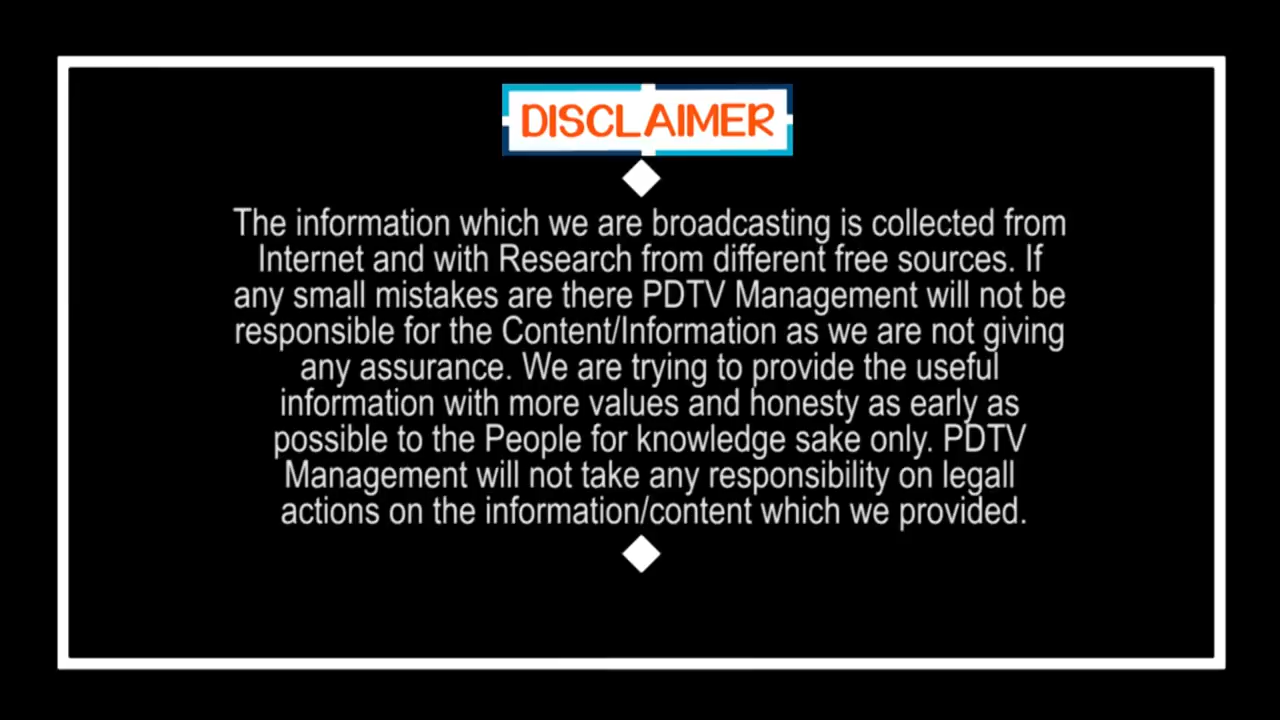 DISCLAIMER
The information which we are broadcasting is collected from
Internet and with Research from different free sources. If
any small mistakes are there PDTV Management will not be
responsible for the Content/Information as we are not giving
any assurance. We are trying to provide the useful
information with more values and honesty as early as
possible to the People for knowledge sake only. PDTV
Management will not take any responsibility on legall
actions on the information/content which we provided.